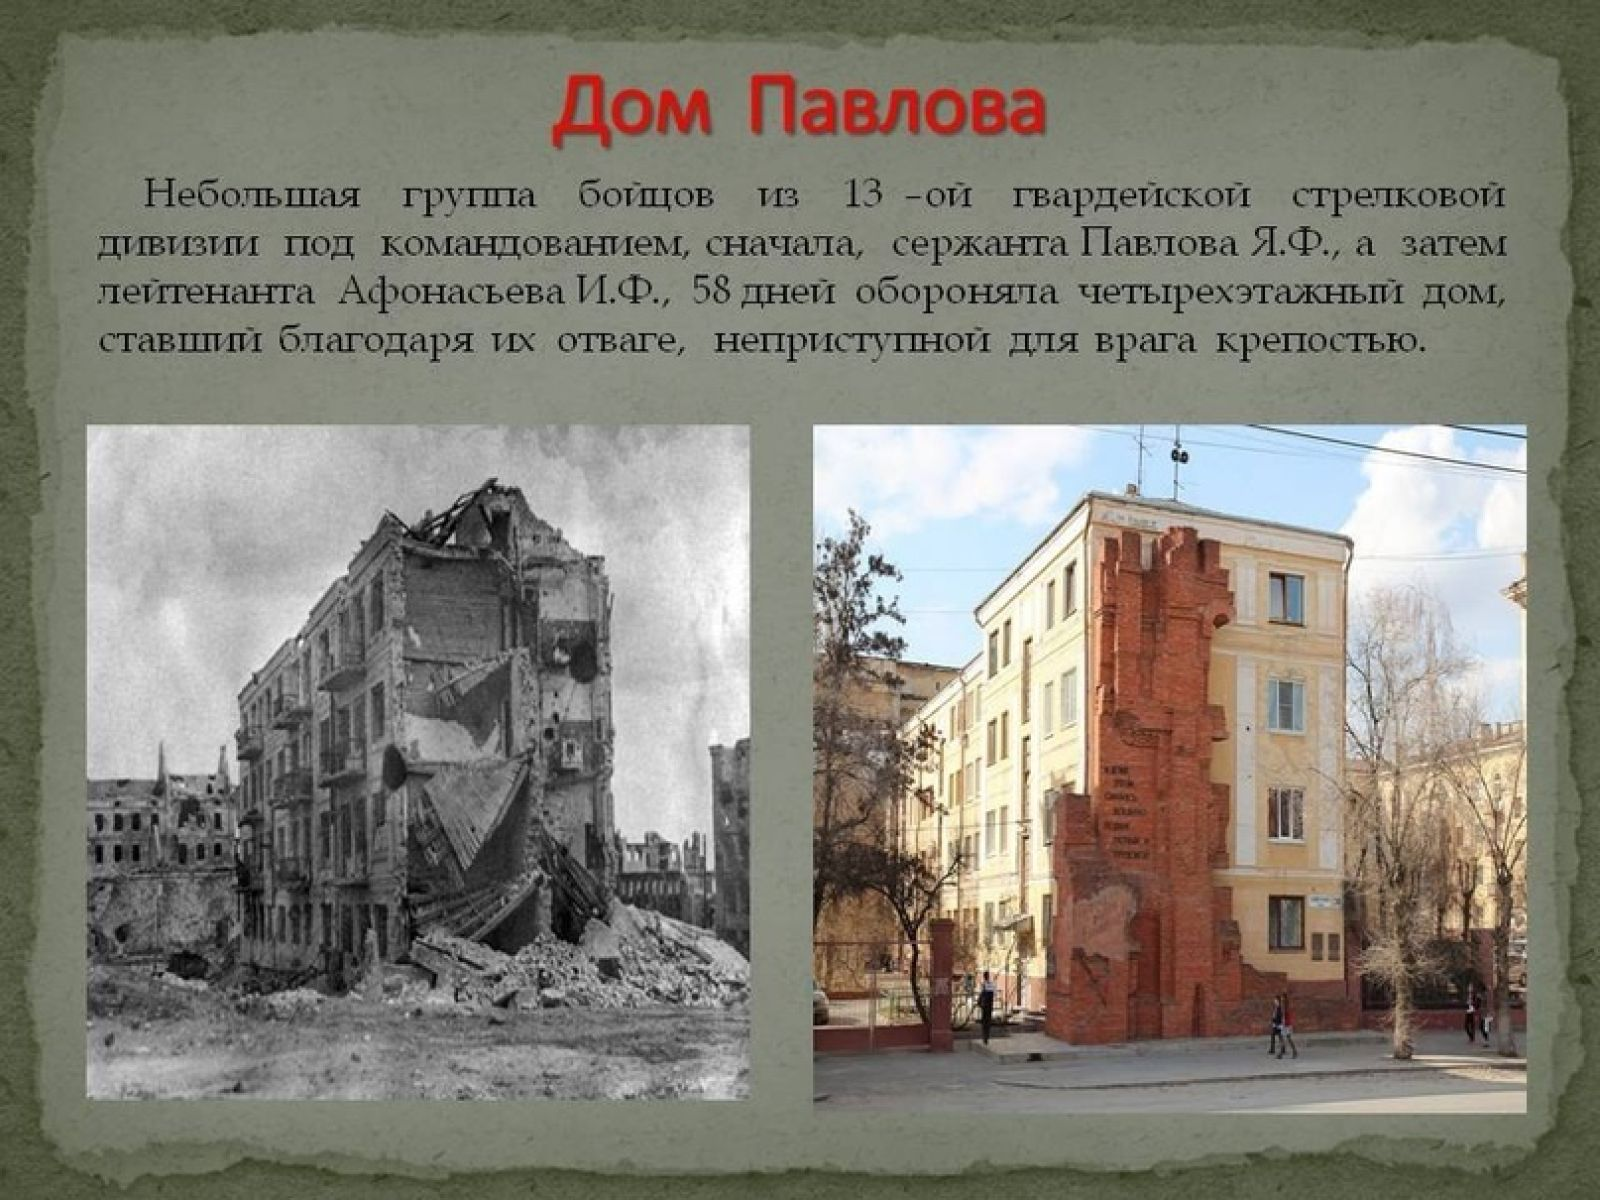 Дом Павлова
Небольшая группа бойцов из 13 –ой гвардейской стрелковой
дивизии под командованием, сначала, сержанта Павлова Я.Ф., а затем
лейтенанта Афонасьева И.Ф., 58 дней обороняла четырехэтажный дом,
ставший благодаря их отваге, неприступной для врага крепостью.